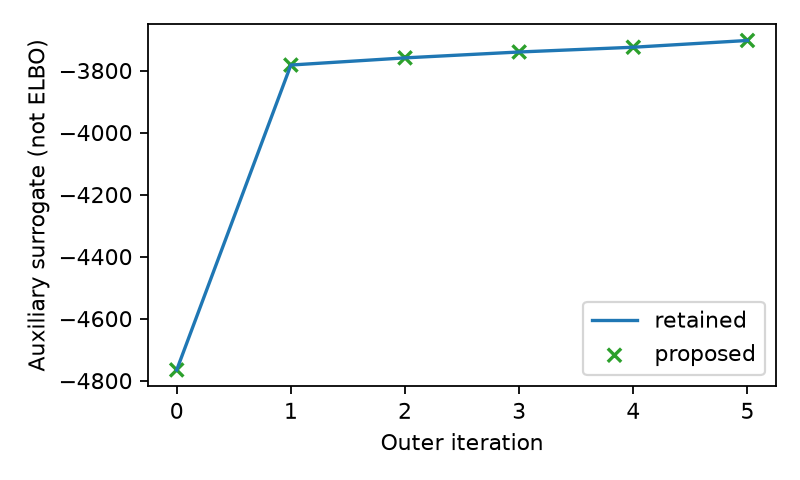 Auxiliary surrogate (not ELBO)
−3800
−4000
−4200
−4400
−4600
−4800
retained
proposed
0 1 2 3 4 5
Outer iteration